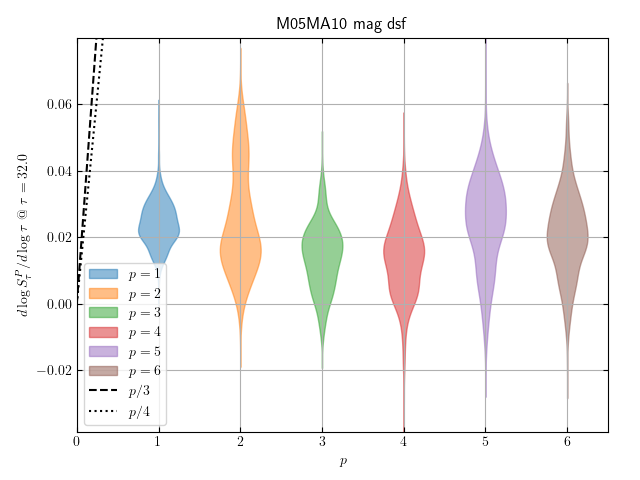 M05MA10 mag dsf
d log S_τ^p / d log τ @ τ = 32.0
0.06
0.04
0.02
0.00
−0.02
p = 1
p = 2
p = 3
p = 4
p = 5
p = 6
p/3
p/4
0 1 2 3 4 5 6
p